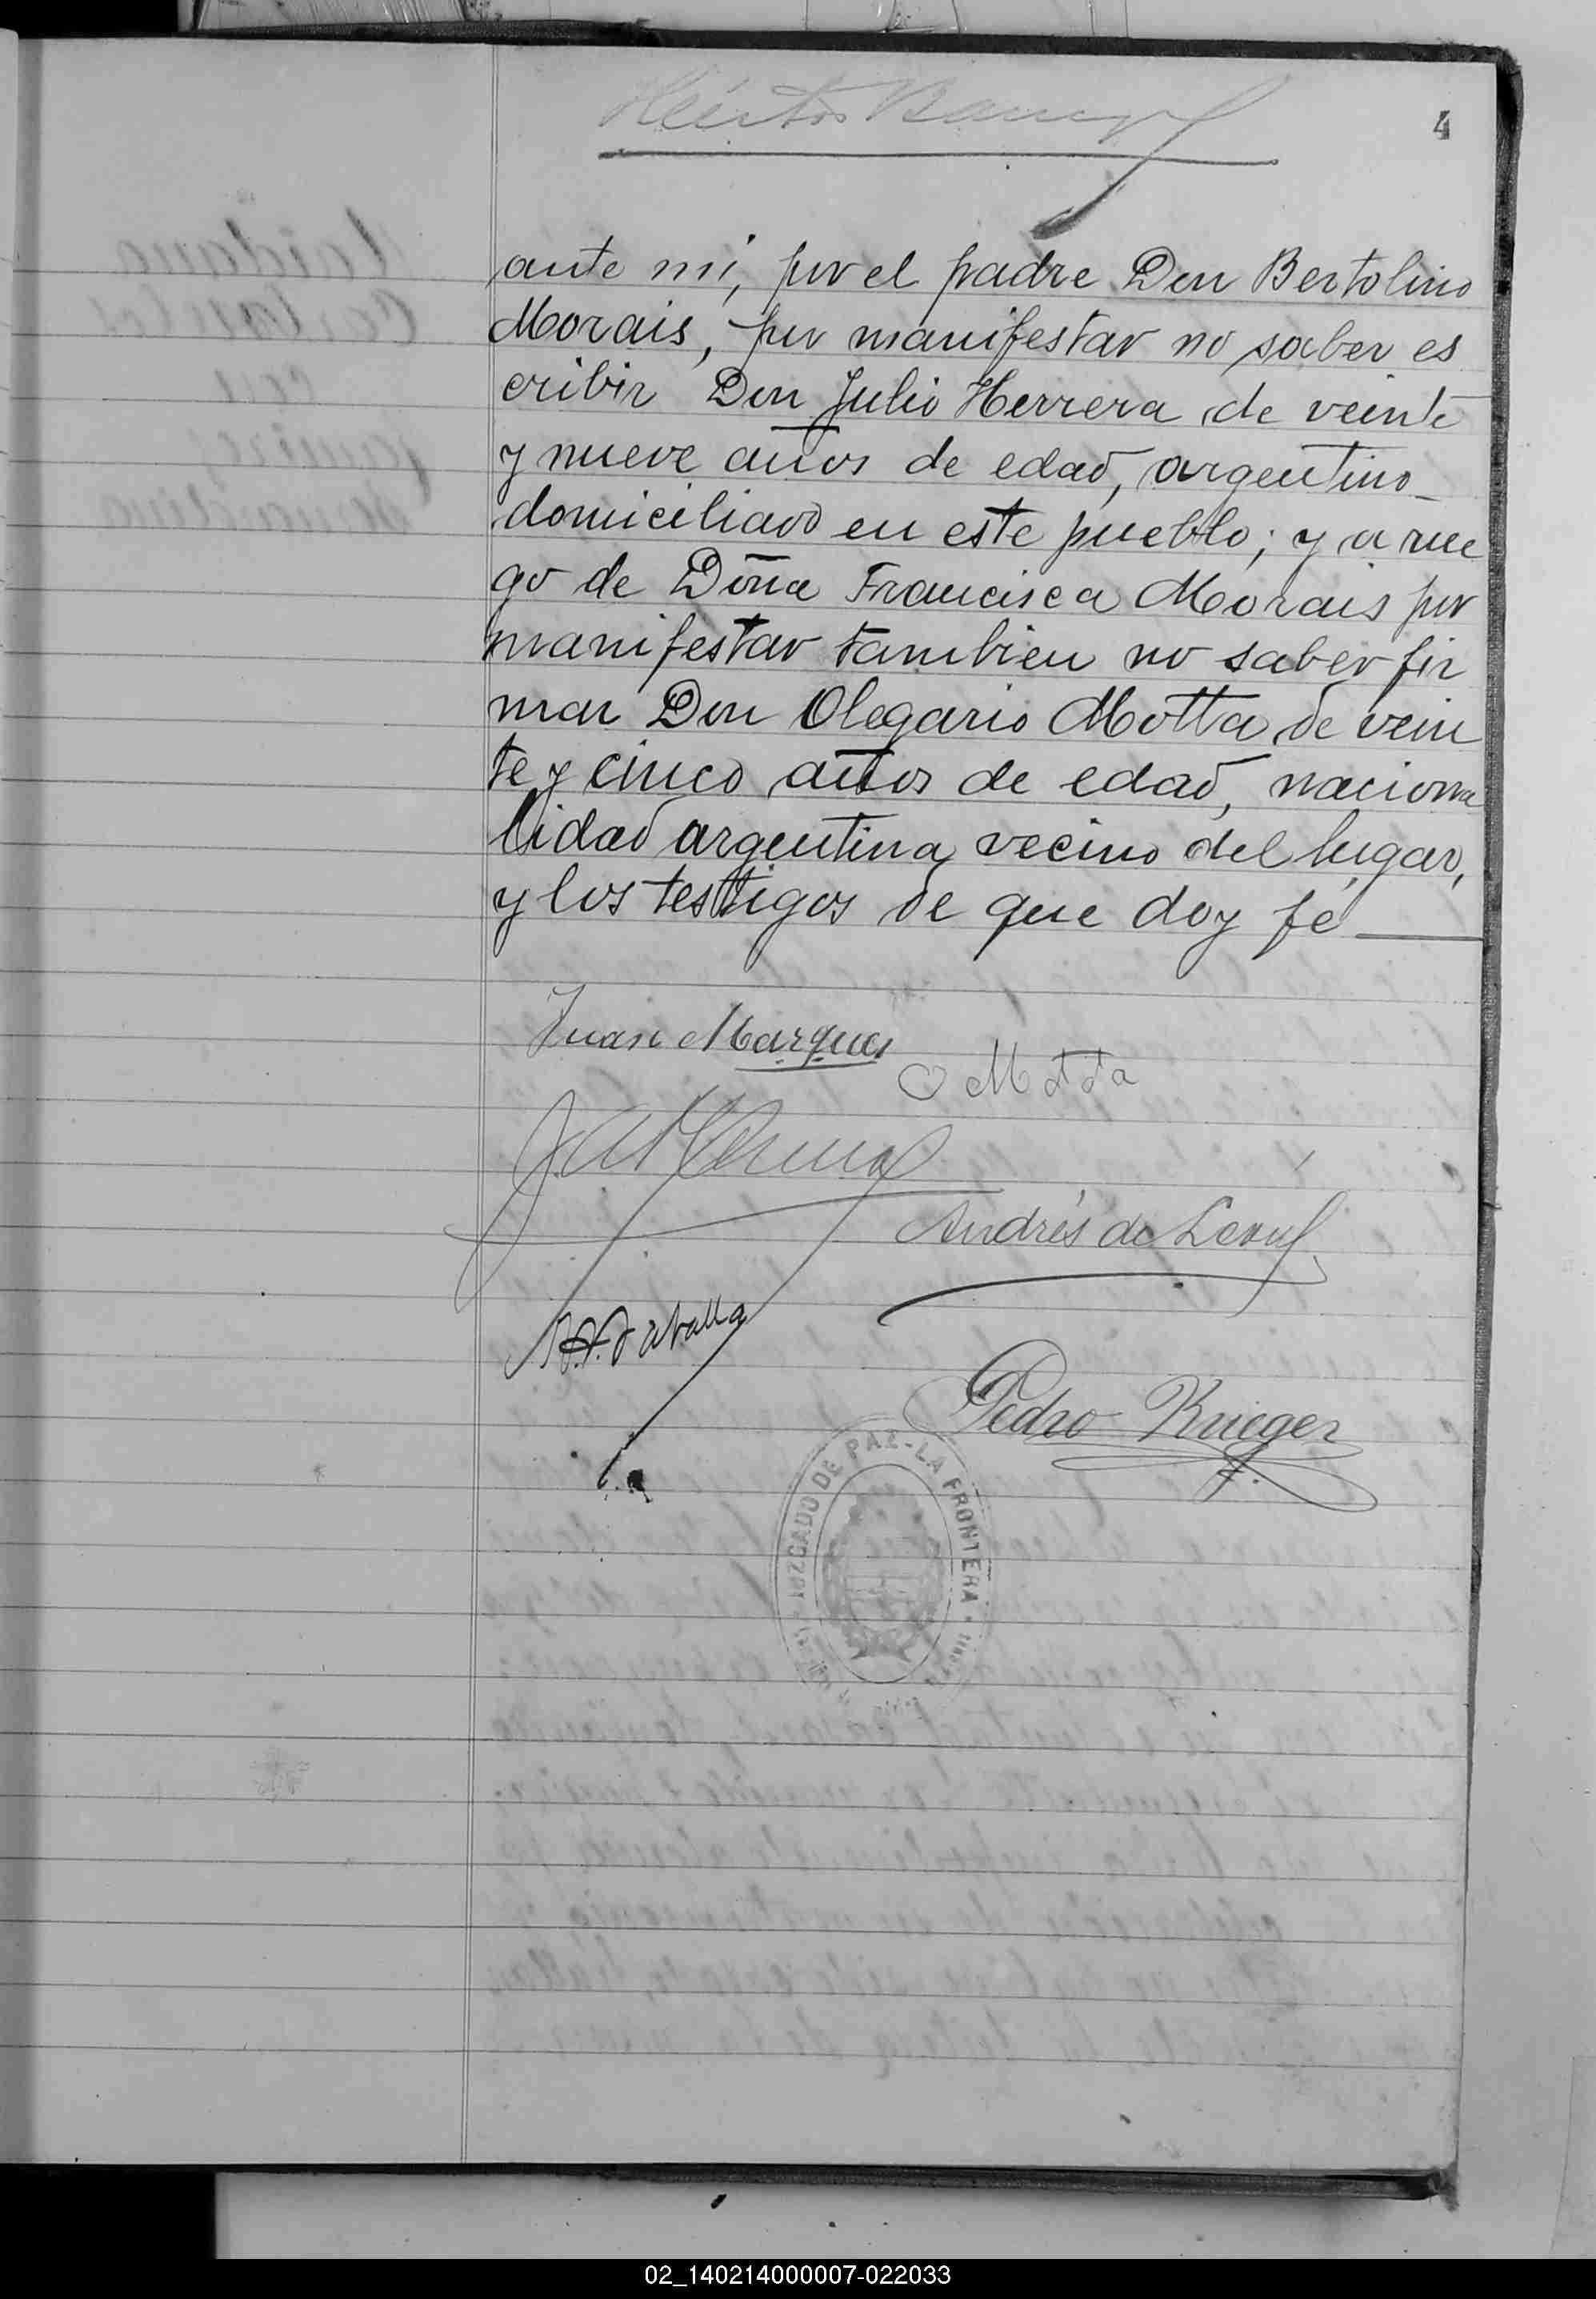 4
ante mi, por el padre Don Bertolino
Morais, por manifestar no saber es
cribir Don Julio Herrera de veinte
y nueve años de edad, argentino
domiciliado en este pueblo; y a rue
go de Doña Francisca Morais por
manifestar tambien no saber fir
mar Don Olegario Motta de vein
te y cinco años de edad, naciona
lidad argentina vecino del lugar,
y los testigos de que doy fe
Juan Marques
O Motta
Andrés de
Pedro Krieger
JUZGADO DE PAZ - LA FRONTERA
02_140214000007-022033